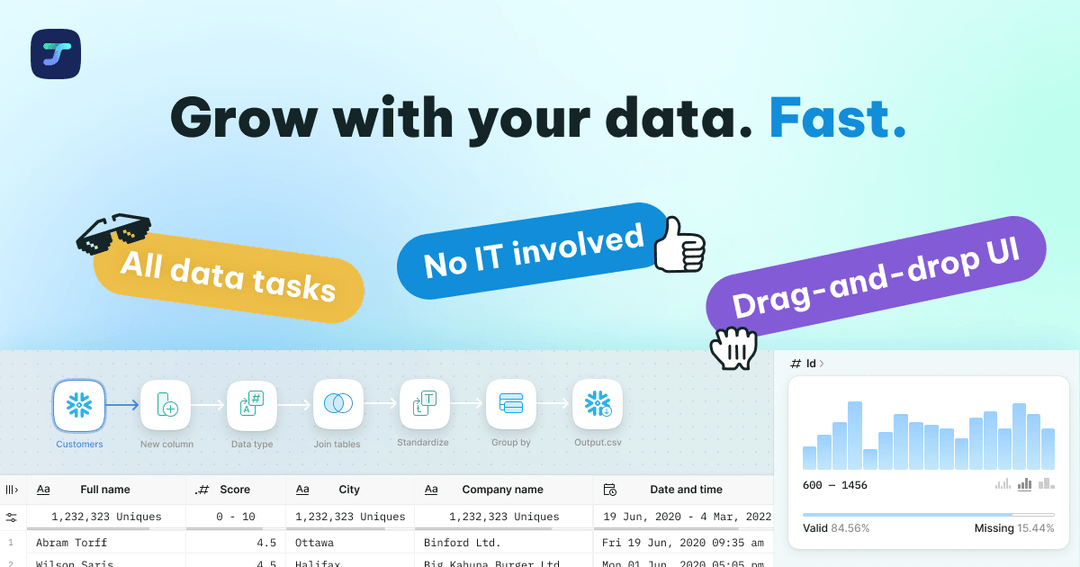 Grow with your data. Fast.
All data tasks
No IT involved
Drag-and-drop UI
Customers
New column
Data type
Join tables
Standardize
Group by
Output.csv
# Id >
600 — 1456
Valid 84.56% Missing 15.44%
Aa Full name .# Score Aa City Aa Company name Date and time
1,232,323 Uniques 0 - 10 1,232,323 Uniques 1,232,323 Uniques 19 Jun, 2020 - 4 Mar, 2022
1 Abram Torff 4.5 Ottawa Binford Ltd. Fri 19 Jun, 2020 09:35 am
2 Wilson Saris 4.5 Halifax Big Kahuna Burger Ltd Mon 01 Jun, 2020 05:05 pm